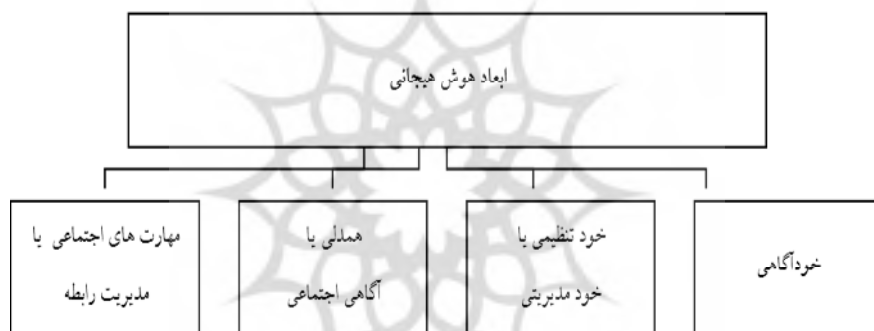 ابعاد هوش هیجانی
خودآگاهی
خود تنظیمی یا
خود مدیریتی
همدلی یا
آگاهی اجتماعی
مهارت های اجتماعی یا
مدیریت رابطه